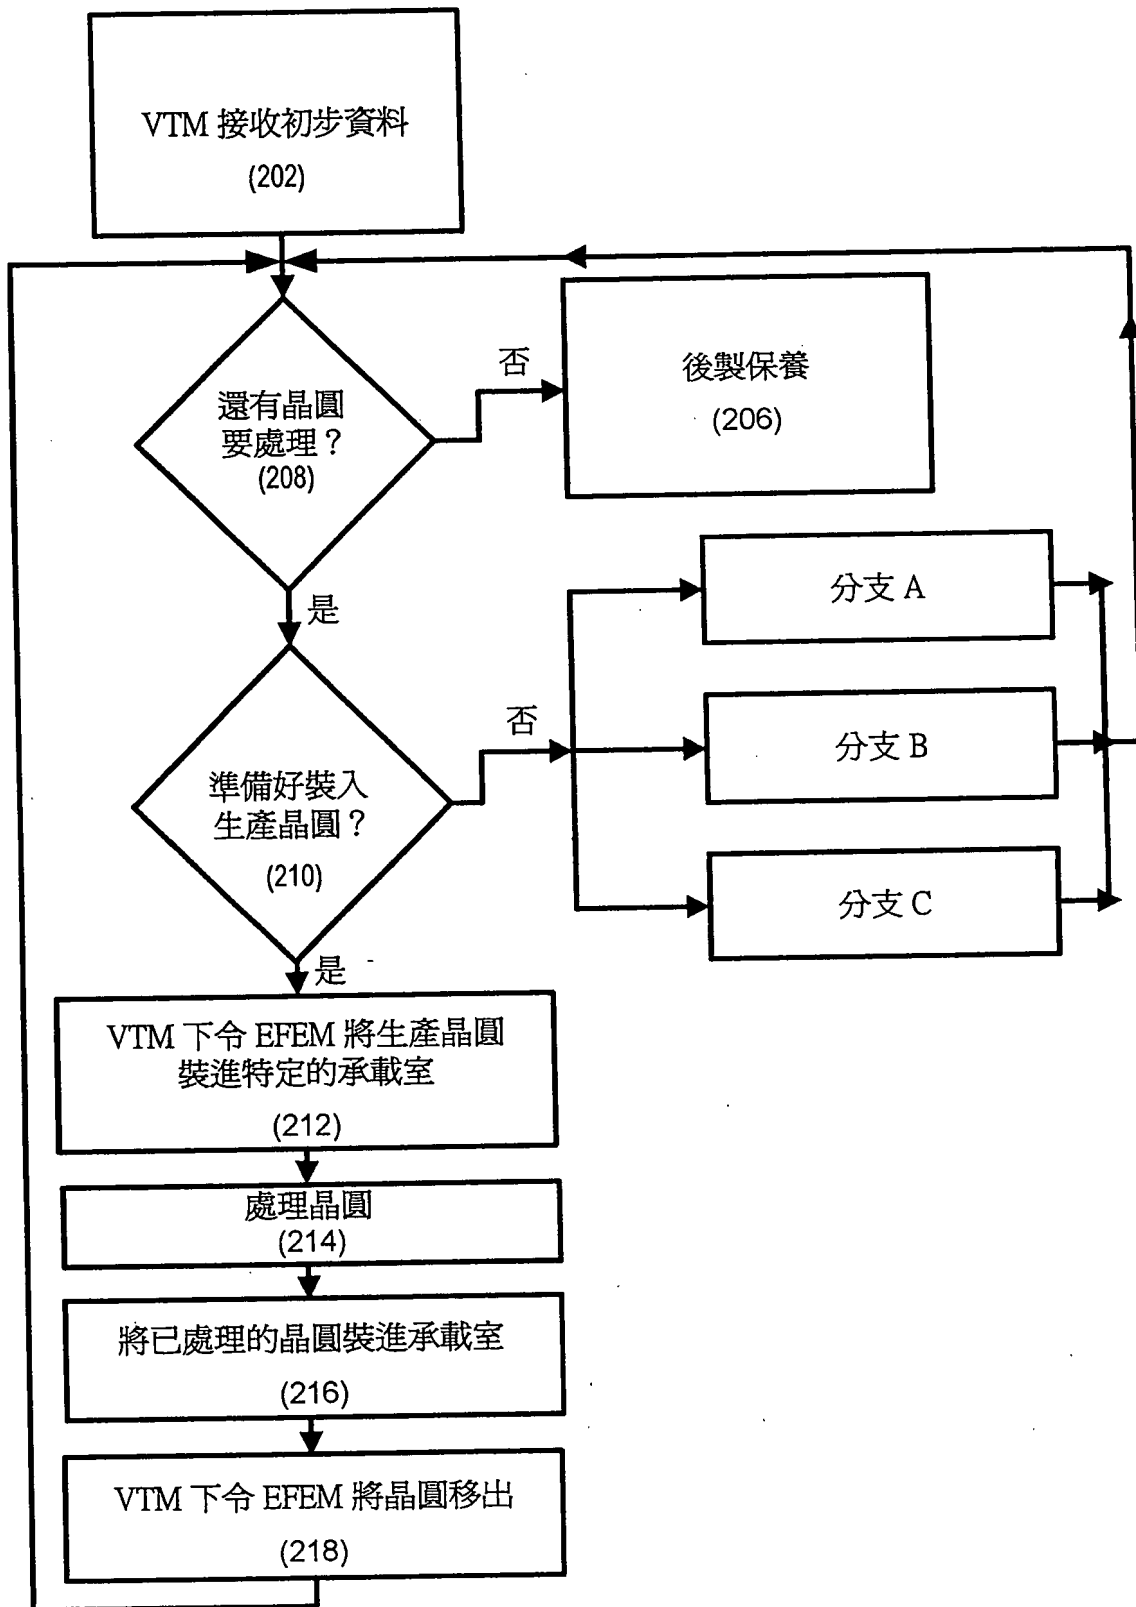 VTM 接收初步資料
(202)
還有晶圓
要處理？
(208)
否
後製保養
(206)
是
準備好裝入
生產晶圓？
(210)
否
分支 A
分支 B
分支 C
是
VTM 下令 EFEM 將生產晶圓
裝進特定的承載室
(212)
處理晶圓
(214)
將已處理的晶圓裝進承載室
(216)
VTM 下令 EFEM 將晶圓移出
(218)